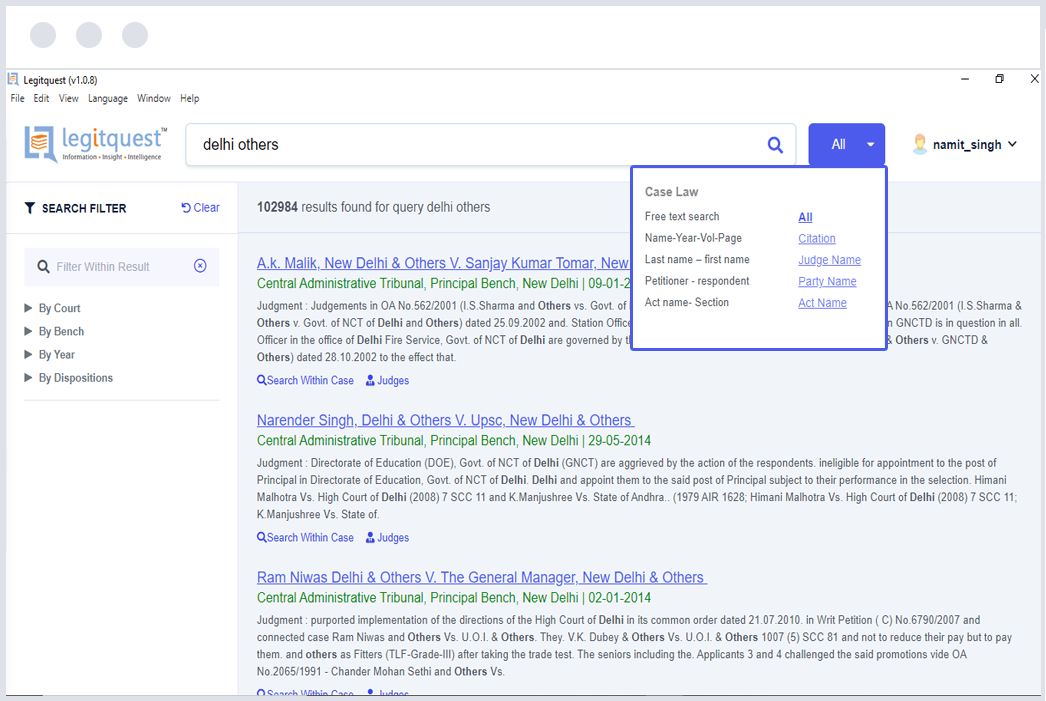 Legitquest (v1.0.8)
File Edit View Language Window Help
legitquest™
Information • Insight • Intelligence
delhi others
All
namit_singh
SEARCH FILTER
Clear
Filter Within Result
By Court
By Bench
By Year
By Dispositions
102984 results found for query delhi others
Case Law
Free text search All
Name-Year-Vol-Page Citation
Last name – first name Judge Name
Petitioner - respondent Party Name
Act name- Section Act Name
A.k. Malik, New Delhi & Others V. Sanjay Kumar Tomar, New
Central Administrative Tribunal, Principal Bench, New Delhi | 09-01-2
Judgment : Judgements in OA No.562/2001 (I.S.Sharma and Others vs. Govt. of No.562/2001 (I.S.Sharma &
Others v. Govt. of NCT of Delhi and Others) dated 25.09.2002 and. Station Office GNCTD is in question in all.
Officer in the office of Delhi Fire Service, Govt. of NCT of Delhi are governed by & Others v. GNCTD &
Others) dated 28.10.2002 to the effect that.
Search Within Case Judges
Narender Singh, Delhi & Others V. Upsc, New Delhi & Others
Central Administrative Tribunal, Principal Bench, New Delhi | 29-05-2014
Judgment : Directorate of Education (DOE), Govt. of NCT of Delhi (GNCT) are aggrieved by the action of the respondents. ineligible for appointment to the post of
Principal in Directorate of Education, Govt. of NCT of Delhi. Delhi and appoint them to the said post of Principal subject to their performance in the selection. Himani
Malhotra Vs. High Court of Delhi (2008) 7 SCC 11 and K.Manjushree Vs. State of Andhra.. (1979 AIR 1628; Himani Malhotra Vs. High Court of Delhi (2008) 7 SCC 11;
K.Manjushree Vs. State of.
Search Within Case Judges
Ram Niwas Delhi & Others V. The General Manager, New Delhi & Others
Central Administrative Tribunal, Principal Bench, New Delhi | 02-01-2014
Judgment : purported implementation of the directions of the High Court of Delhi in its common order dated 21.07.2010. in Writ Petition ( C) No.6790/2007 and
connected case Ram Niwas and Others Vs. U.O.I. & Others. They. V.K. Dubey & Others Vs. U.O.I. & Others 1007 (5) SCC 81 and not to reduce their pay but to pay
them. and others as Fitters (TLF-Grade-III) after taking the trade test. The seniors including the. Applicants 3 and 4 challenged the said promotions vide OA
No.2065/1991 - Chander Mohan Sethi and Others Vs.
Search Within Case Judges